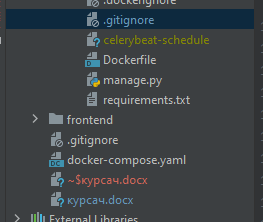 .dockerignore
.gitignore
celerybeat-schedule
Dockerfile
manage.py
requirements.txt
frontend
.gitignore
docker-compose.yaml
~$курсач.docx
курсач.docx
External Libraries